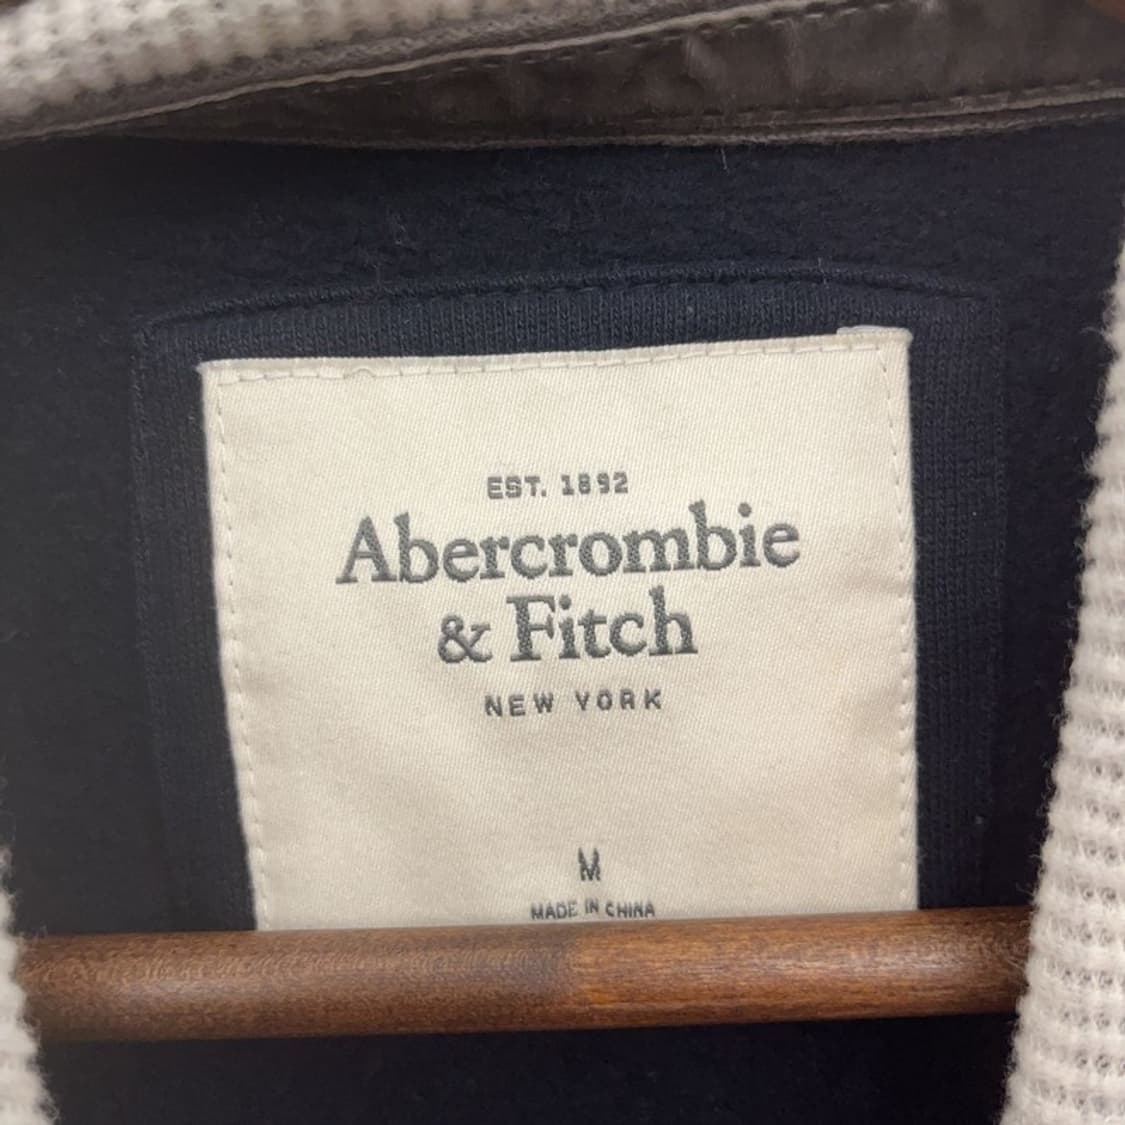 EST. 1892
Abercrombie
& Fitch
NEW YORK
M
MADE IN CHINA